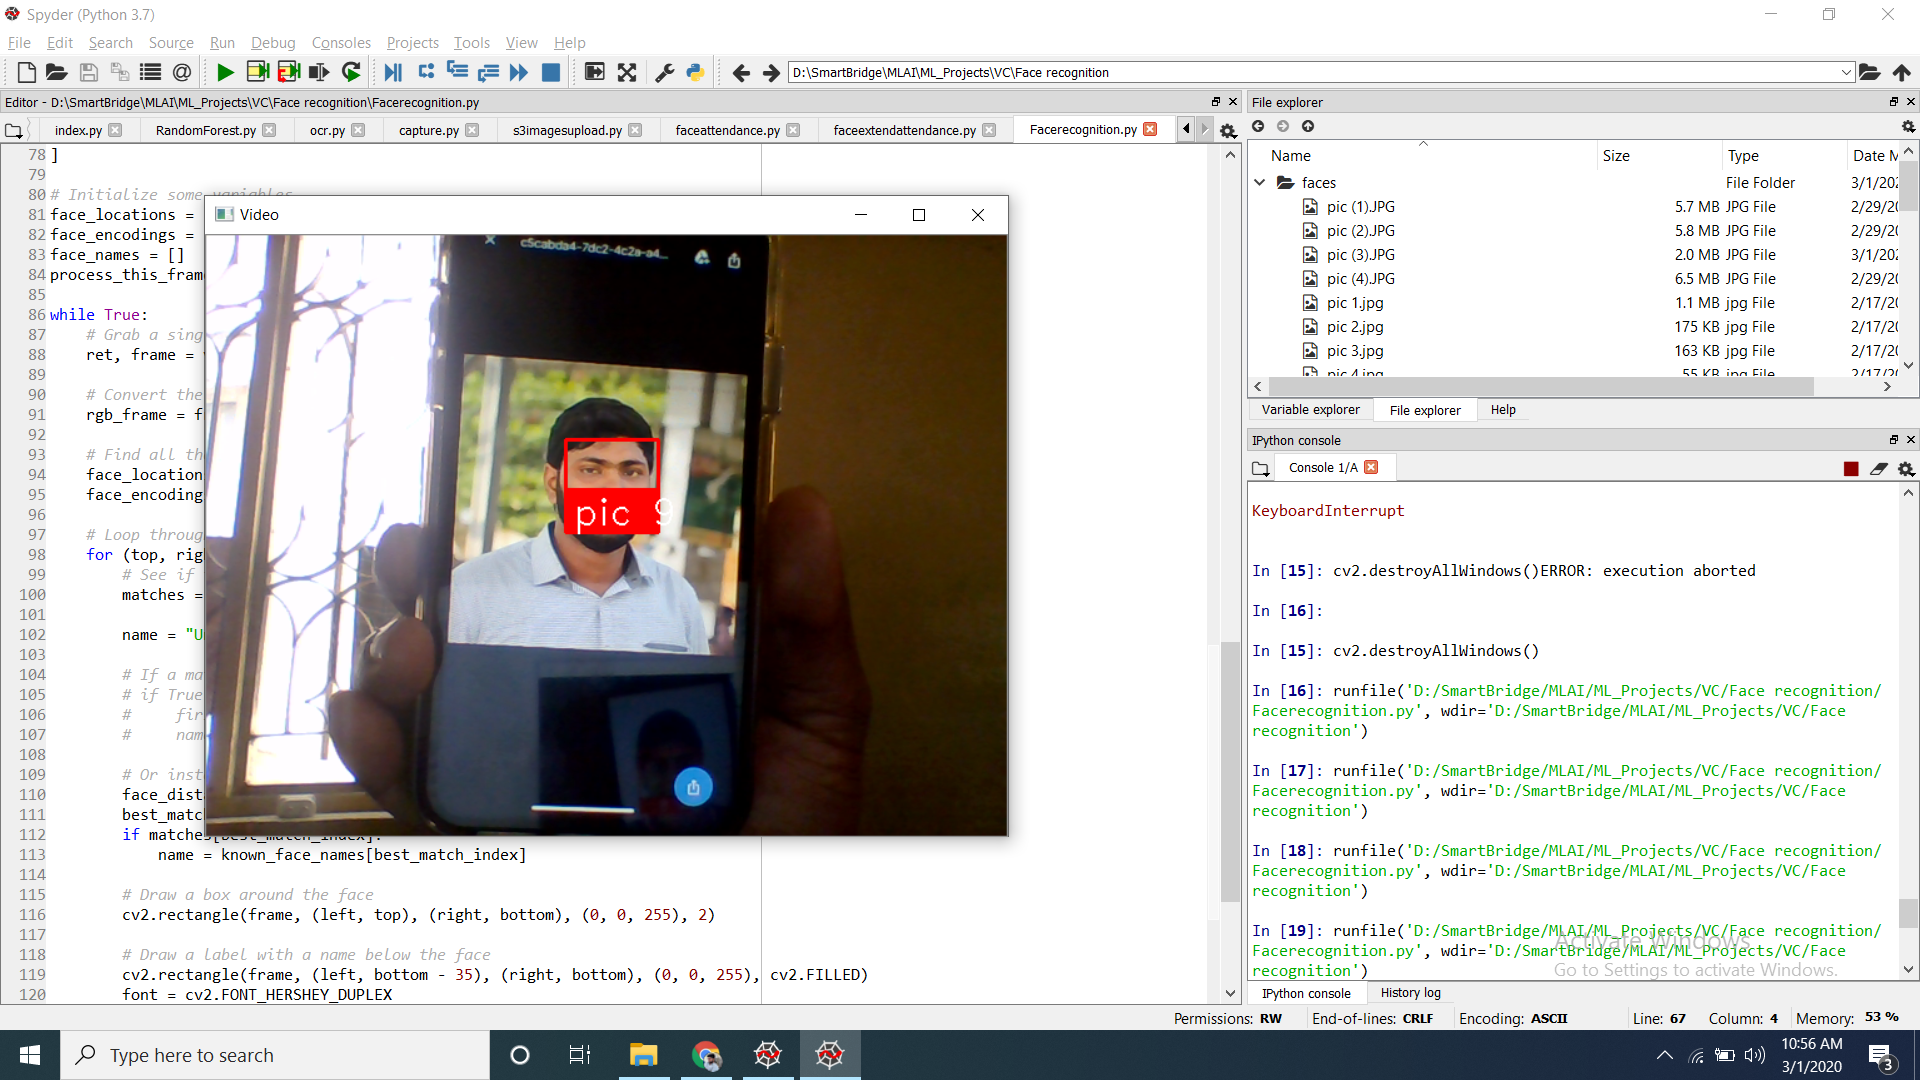 Spyder (Python 3.7)
File Edit Search Source Run Debug Consoles Projects Tools View Help
D:\SmartBridge\MLAI\ML_Projects\VC\Face recognition
Editor - D:\SmartBridge\MLAI\ML_Projects\VC\Face recognition\Facerecognition.py
index.py RandomForest.py ocr.py capture.py s3imagesupload.py faceattendance.py faceextendattendance.py Facerecognition.py
78 ]
79
80 # Initialize some variables
81 face_locations =
82 face_encodings =
83 face_names = []
84 process_this_fram
85
86 while True:
87 # Grab a sing
88 ret, frame =
89
90 # Convert the
91 rgb_frame = f
92
93 # Find all th
94 face_location
95 face_encoding
96
97 # Loop throug
98 for (top, rig
99 # See if
100 matches =
101
102 name = "U
103
104 # If a ma
105 # if True
106 # fir
107 # nam
108
109 # Or inst
110 face_dist
111 best_matc
112 if matches[best_match_index]:
113 name = known_face_names[best_match_index]
114
115 # Draw a box around the face
116 cv2.rectangle(frame, (left, top), (right, bottom), (0, 0, 255), 2)
117
118 # Draw a label with a name below the face
119 cv2.rectangle(frame, (left, bottom - 35), (right, bottom), (0, 0, 255), cv2.FILLED)
120 font = cv2.FONT_HERSHEY_DUPLEX
Video
c5cabda4-7dc2-4c2a-a4...
pic 9
File explorer
Name Size Type Date M
faces File Folder 3/1/202
pic (1).JPG 5.7 MB JPG File 2/29/20
pic (2).JPG 5.8 MB JPG File 2/29/20
pic (3).JPG 2.0 MB JPG File 3/1/202
pic (4).JPG 6.5 MB JPG File 2/29/20
pic 1.jpg 1.1 MB jpg File 2/17/20
pic 2.jpg 175 KB jpg File 2/17/20
pic 3.jpg 163 KB jpg File 2/17/20
pic 4.jpg 55 KB jpg File 2/17/20
Variable explorer File explorer Help
IPython console
Console 1/A
KeyboardInterrupt
In [15]: cv2.destroyAllWindows()ERROR: execution aborted
In [16]:
In [15]: cv2.destroyAllWindows()
In [16]: runfile('D:/SmartBridge/MLAI/ML_Projects/VC/Face recognition/
Facerecognition.py', wdir='D:/SmartBridge/MLAI/ML_Projects/VC/Face
recognition')
In [17]: runfile('D:/SmartBridge/MLAI/ML_Projects/VC/Face recognition/
Facerecognition.py', wdir='D:/SmartBridge/MLAI/ML_Projects/VC/Face
recognition')
In [18]: runfile('D:/SmartBridge/MLAI/ML_Projects/VC/Face recognition/
Facerecognition.py', wdir='D:/SmartBridge/MLAI/ML_Projects/VC/Face
recognition')
In [19]: runfile('D:/SmartBridge/MLAI/ML_Projects/VC/Face recognition/
Facerecognition.py', wdir='D:/SmartBridge/MLAI/ML_Projects/VC/Face
recognition')
Activate Windows
Go to Settings to activate Windows.
IPython console History log
Permissions: RW End-of-lines: CRLF Encoding: ASCII Line: 67 Column: 4 Memory: 53 %
Type here to search
10:56 AM
3/1/2020
3